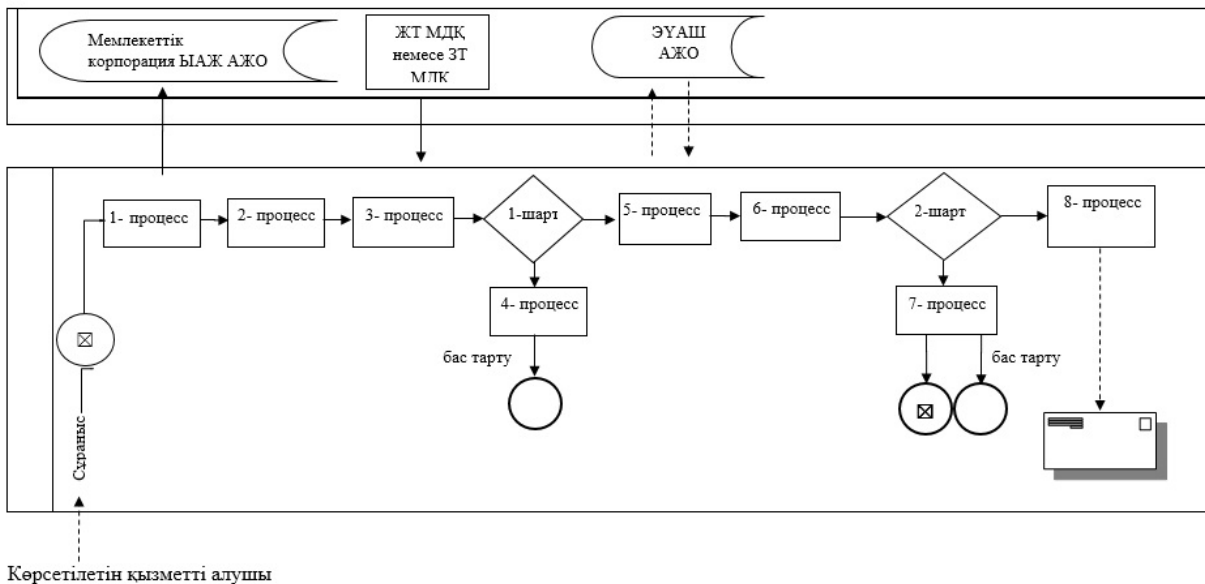 Мемлекеттік
корпорация ЫАЖ АЖО
ЖТ МДҚ
немесе ЗТ
МДҚ
ЭҮАШ
АЖО
1- процесс
2- процесс
3- процесс
1-шарт
5- процесс
6- процесс
2-шарт
8- процесс
4- процесс
7- процесс
бас тарту
бас тарту
Сұраныс
Көрсетілетін қызметті алушы